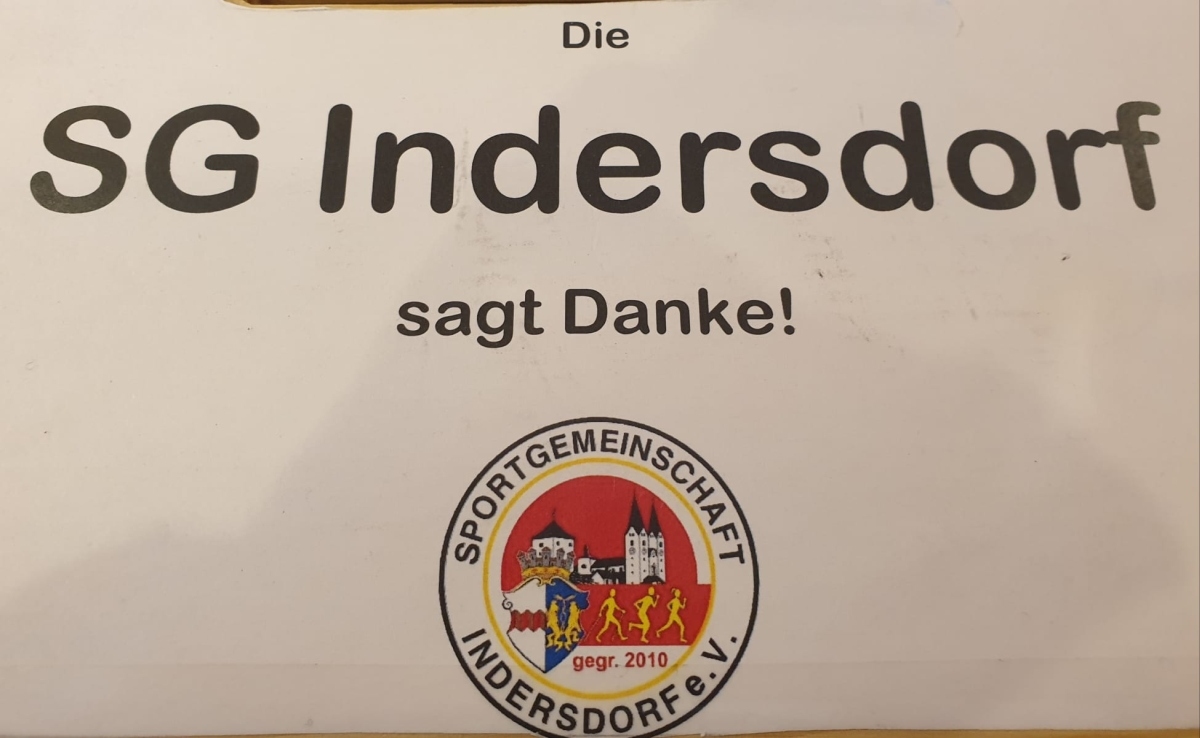 Die
SG Indersdorf
sagt Danke!
SPORTGEMEINSCHAFT
gegr. 2010
INDERSDORF e.V.